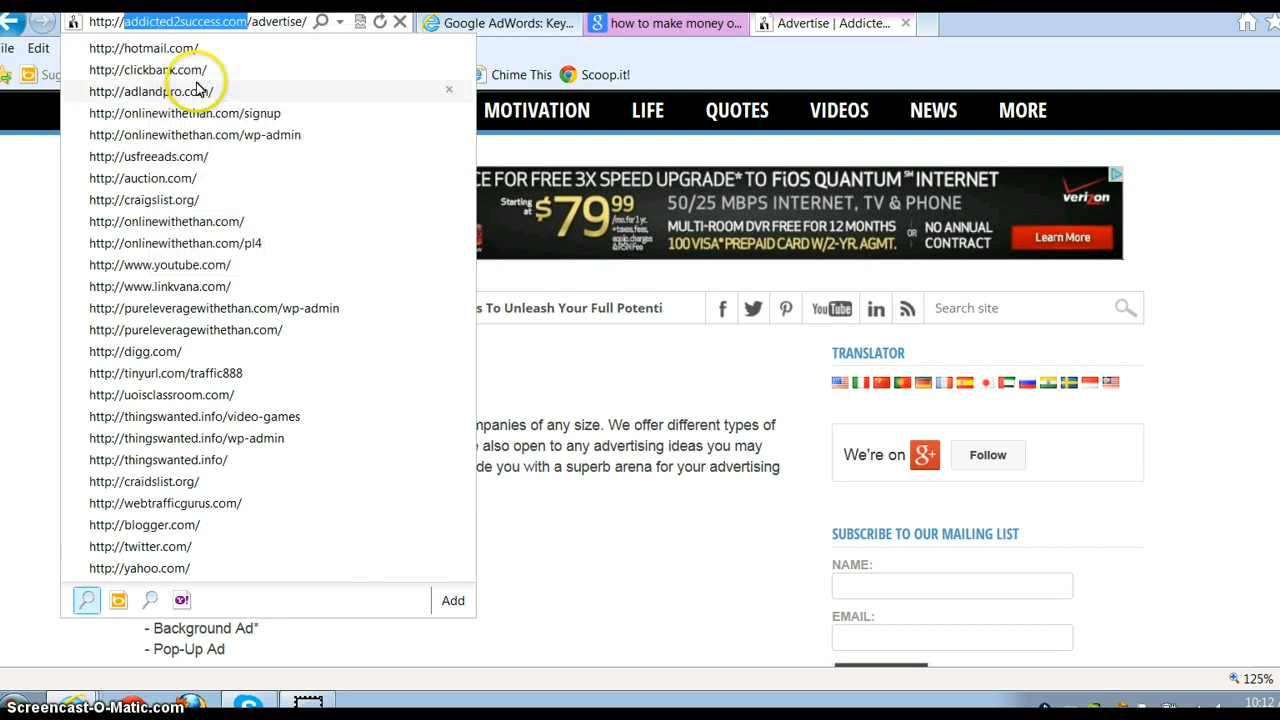 http://addicted2success.com/advertise/
Google AdWords: Key...
how to make money o...
Advertise | Addicte...
File Edit
Sug
Chime This
Scoop.it!
http://hotmail.com/
http://clickbank.com/
http://adlandpro.com/
http://onlinewithethan.com/signup
http://onlinewithethan.com/wp-admin
http://usfreeads.com/
http://auction.com/
http://craigslist.org/
http://onlinewithethan.com/
http://onlinewithethan.com/pl4
http://www.youtube.com/
http://www.linkvana.com/
http://pureleveragewithethan.com/wp-admin
http://pureleveragewithethan.com/
http://digg.com/
http://tinyurl.com/traffic888
http://uoisclassroom.com/
http://thingswanted.info/video-games
http://thingswanted.info/wp-admin
http://thingswanted.info/
http://craidslist.org/
http://webtrafficgurus.com/
http://blogger.com/
http://twitter.com/
http://yahoo.com/
Add
MOTIVATION LIFE QUOTES VIDEOS NEWS MORE
CE FOR FREE 3X SPEED UPGRADE* TO FiOS QUANTUM℠ INTERNET
50/25 MBPS INTERNET, TV & PHONE
Starting at $79.99
/mo. for 1 yr.
MULTI-ROOM DVR FREE FOR 12 MONTHS
100 VISA® PREPAID CARD W/2-YR. AGMT.
OR NO ANNUAL CONTRACT
verizon
Learn More
s To Unleash Your Full Potenti
You Tube
in
Search site
TRANSLATOR
mpanies of any size. We offer different types of
also open to any advertising ideas you may
de you with a superb arena for your advertising
We're on g+ Follow
SUBSCRIBE TO OUR MAILING LIST
NAME:
EMAIL:
- Background Ad*
- Pop-Up Ad
125%
10:12
Screencast-O-Matic.com